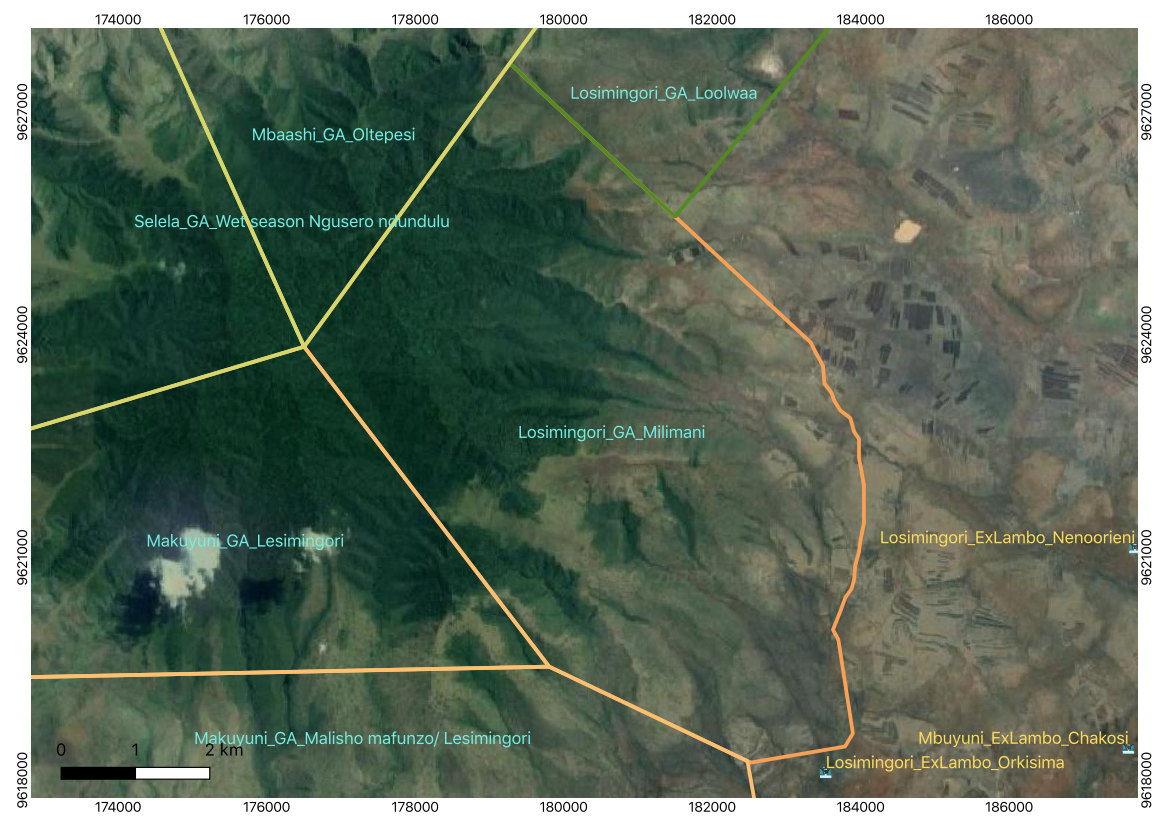 174000 176000 178000 180000 182000 184000 186000
9627000
9627000
Losimingori_GA_Loolwaa
Mbaashi_GA_Oltepesi
Selela_GA_Wet season Ngusero ndundulu
9624000
9624000
Losimingori_GA_Milimani
Losimingori_ExLambo_Nenoorieni
Makuyuni_GA_Lesimingori
9621000
9621000
Makuyuni_GA_Malisho mafunzo/ Lesimingori
Mbuyuni_ExLambo_Chakosi
0 1 2 km
Losimingori_ExLambo_Orkisima
9618000
9618000
174000 176000 178000 180000 182000 184000 186000